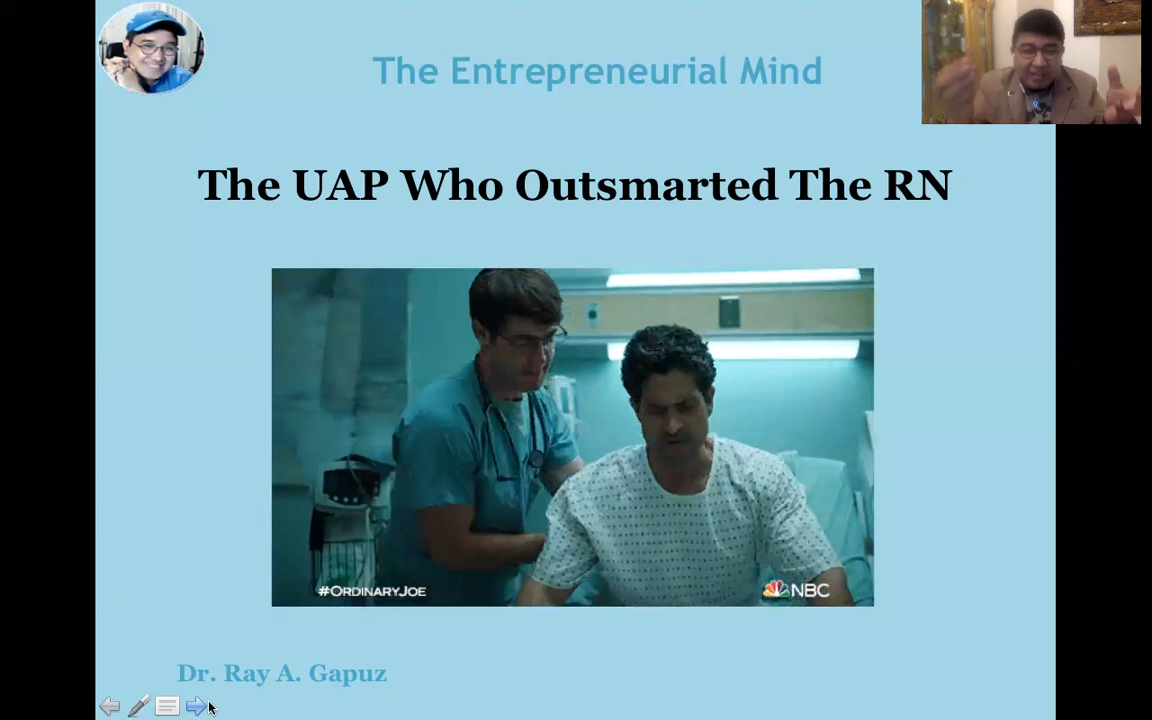 The Entrepreneurial Mind
The UAP Who Outsmarted The RN
#ORDINARYJOE
NBC
Dr. Ray A. Gapuz